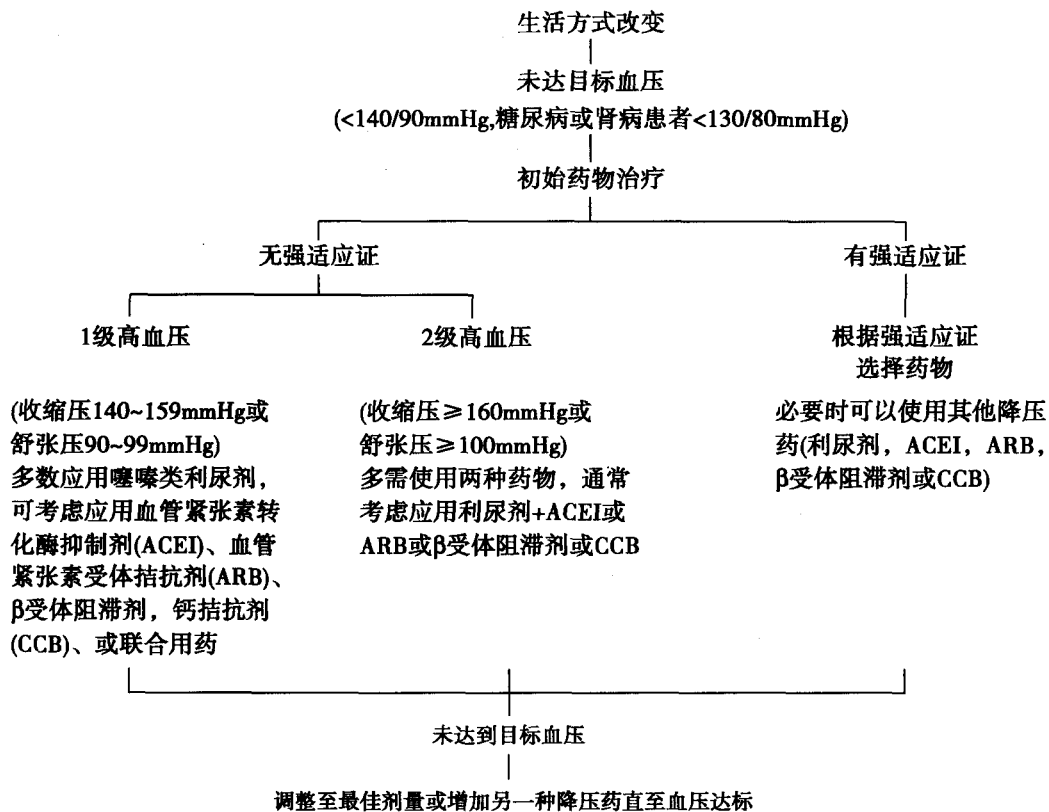 生活方式改变
未达目标血压
(<140/90mmHg,糖尿病或肾病患者<130/80mmHg)
初始药物治疗
无强适应证
有强适应证
1级高血压
2级高血压
根据强适应证
选择药物
(收缩压140~159mmHg或
舒张压90~99mmHg)
多数应用噻嗪类利尿剂，
可考虑应用血管紧张素转
化酶抑制剂(ACEI)、血管
紧张素受体拮抗剂(ARB)、
β受体阻滞剂，钙拮抗剂
(CCB)、或联合用药
(收缩压≥160mmHg或
舒张压≥100mmHg)
多需使用两种药物，通常
考虑应用利尿剂+ACEI或
ARB或β受体阻滞剂或CCB
必要时可以使用其他降压
药(利尿剂，ACEI，ARB，
β受体阻滞剂或CCB)
未达到目标血压
调整至最佳剂量或增加另一种降压药直至血压达标